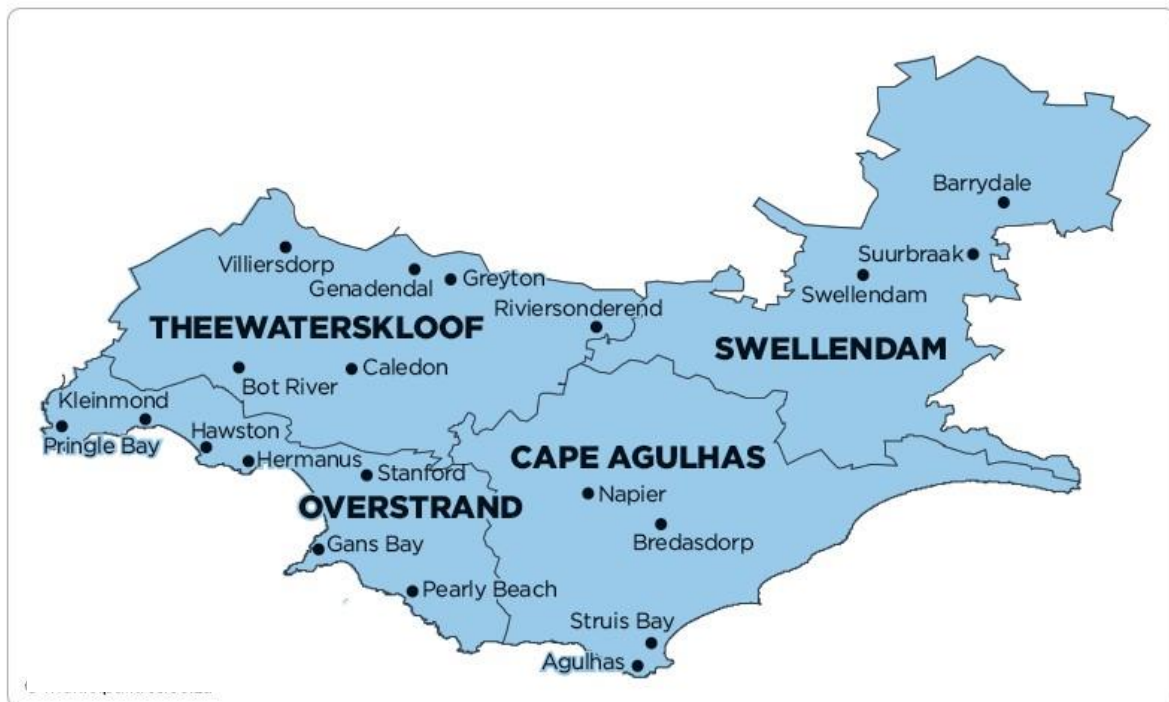 Barrydale
Suurbraak
Swellendam
Villiersdorp
Genadendal
Greyton
Riviersonderend
THEEWATERSKLOOF
SWELLENDAM
Caledon
Bot River
Kleinmond
Pringle Bay
Hawston
Hermanus
Stanford
CAPE AGULHAS
OVERSTRAND
Napier
Bredasdorp
Gans Bay
Pearly Beach
Struis Bay
Agulhas